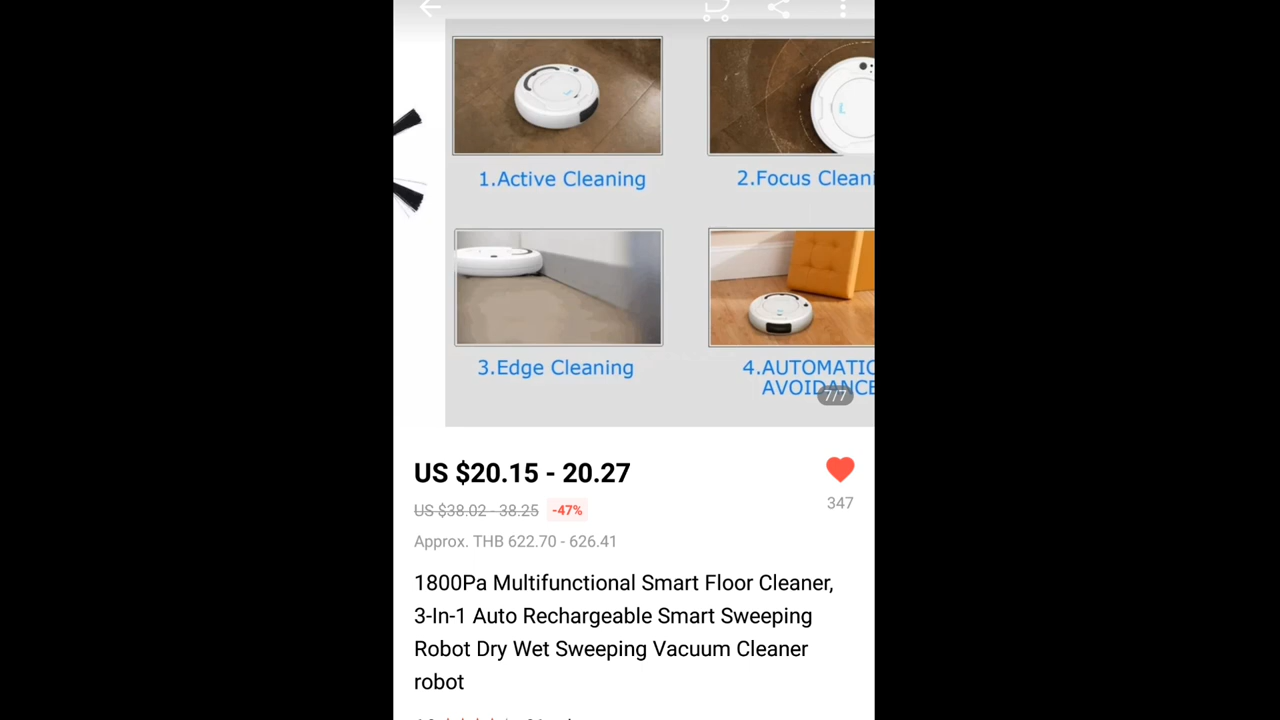 1.Active Cleaning
2.Focus Cleani
3.Edge Cleaning
4.AUTOMATIC
AVOIDANCE
7/7
US $20.15 - 20.27
US $38.02 - 38.25 -47%
347
Approx. THB 622.70 - 626.41
1800Pa Multifunctional Smart Floor Cleaner,
3-In-1 Auto Rechargeable Smart Sweeping
Robot Dry Wet Sweeping Vacuum Cleaner
robot